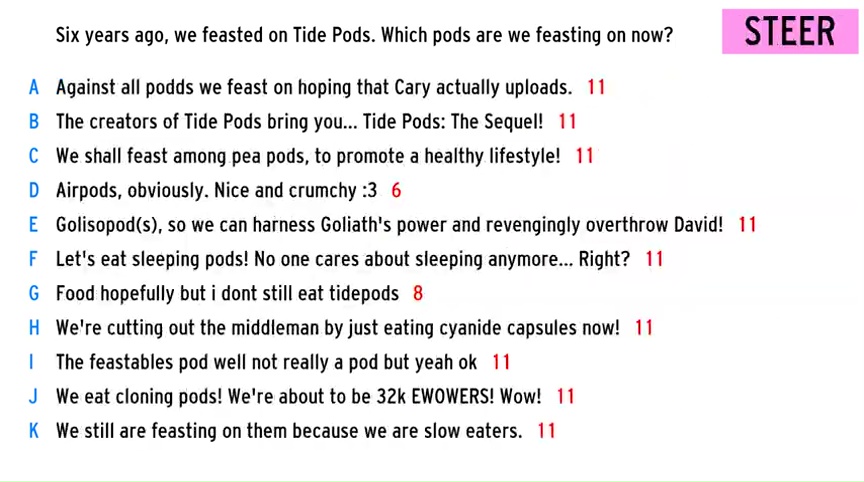 Six years ago, we feasted on Tide Pods. Which pods are we feasting on now?
STEER
A Against all podds we feast on hoping that Cary actually uploads. 11
B The creators of Tide Pods bring you... Tide Pods: The Sequel! 11
C We shall feast among pea pods, to promote a healthy lifestyle! 11
D Airpods, obviously. Nice and crunchy :3 6
E Golisopod(s), so we can harness Goliath's power and revengingly overthrow David! 11
F Let's eat sleeping pods! No one cares about sleeping anymore... Right? 11
G Food hopefully but i dont still eat tidepods 8
H We're cutting out the middleman by just eating cyanide capsules now! 11
I The feastables pod well not really a pod but yeah ok 11
J We eat cloning pods! We're about to be 32k EWOWERS! Wow! 11
K We still are feasting on them because we are slow eaters. 11